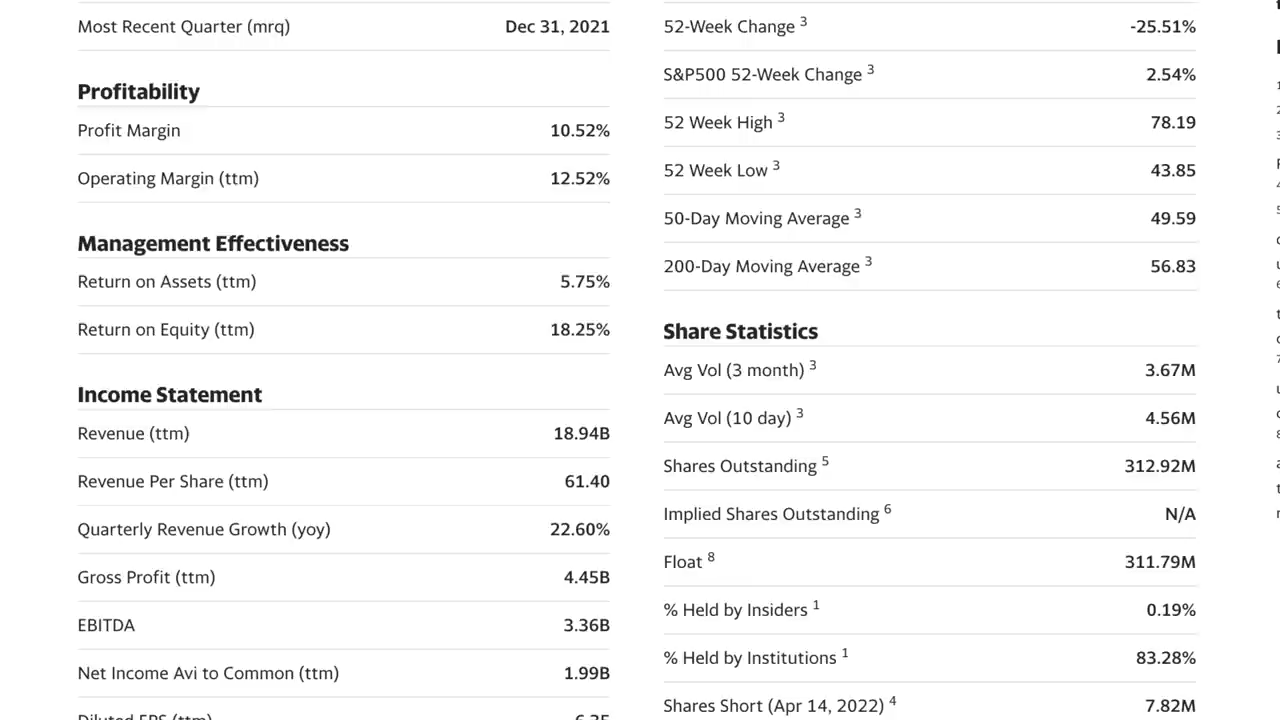 Most Recent Quarter (mrq) Dec 31, 2021
Profitability
Profit Margin 10.52%
Operating Margin (ttm) 12.52%
Management Effectiveness
Return on Assets (ttm) 5.75%
Return on Equity (ttm) 18.25%
Income Statement
Revenue (ttm) 18.94B
Revenue Per Share (ttm) 61.40
Quarterly Revenue Growth (yoy) 22.60%
Gross Profit (ttm) 4.45B
EBITDA 3.36B
Net Income Avi to Common (ttm) 1.99B
Diluted EPS (ttm) 6.35
52-Week Change 3 -25.51%
S&P500 52-Week Change 3 2.54%
52 Week High 3 78.19
52 Week Low 3 43.85
50-Day Moving Average 3 49.59
200-Day Moving Average 3 56.83
Share Statistics
Avg Vol (3 month) 3 3.67M
Avg Vol (10 day) 3 4.56M
Shares Outstanding 5 312.92M
Implied Shares Outstanding 6 N/A
Float 8 311.79M
% Held by Insiders 1 0.19%
% Held by Institutions 1 83.28%
Shares Short (Apr 14, 2022) 4 7.82M